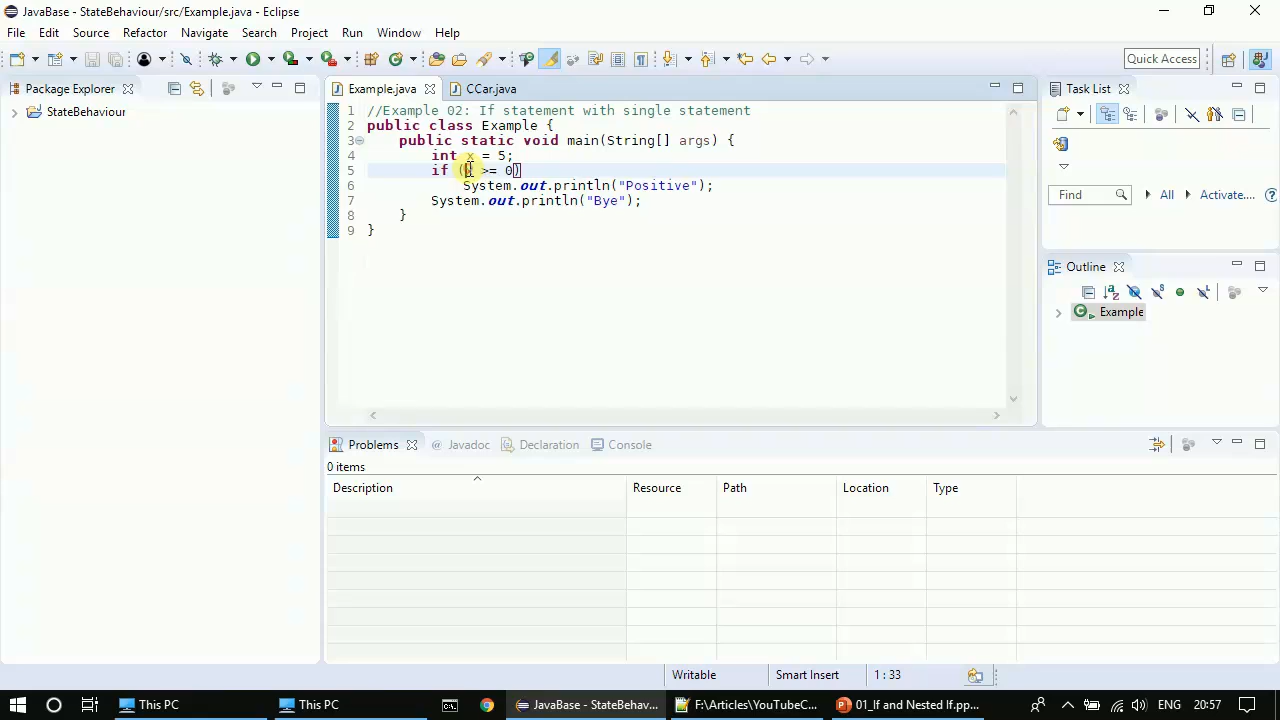 JavaBase - StateBehaviour/src/Example.java - Eclipse
File Edit Source Refactor Navigate Search Project Run Window Help
Quick Access
Package Explorer
StateBehaviour
Example.java
CCar.java
1 //Example 02: If statement with single statement
2 public class Example {
3 public static void main(String[] args) {
4 int x = 5;
5 if (x >= 0)
6 System.out.println("Positive");
7 System.out.println("Bye");
8 }
9 }
Task List
Find All Activate...
Outline
Example
Problems @ Javadoc Declaration Console
0 items
Description Resource Path Location Type
Writable Smart Insert 1 : 33
This PC This PC JavaBase - StateBehav... F:\Articles\YouTubeC... 01_If and Nested If.pp... ENG 20:57